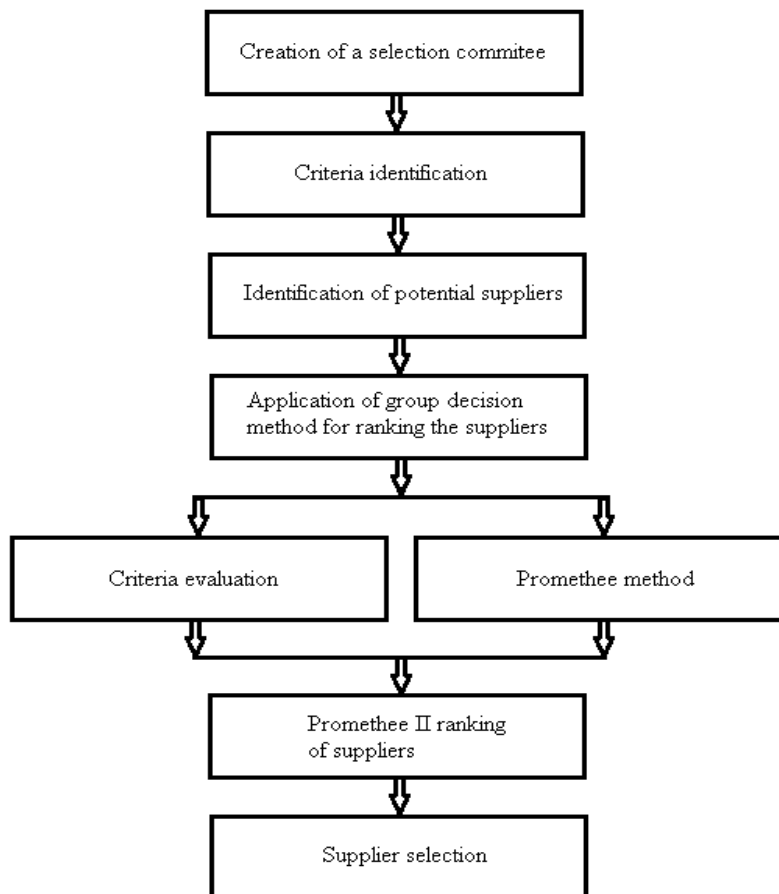 Creation of a selection commitee
Criteria identification
Identification of potential suppliers
Application of group decision
method for ranking the suppliers
Criteria evaluation
Promethee method
Promethee II ranking
of suppliers
Supplier selection